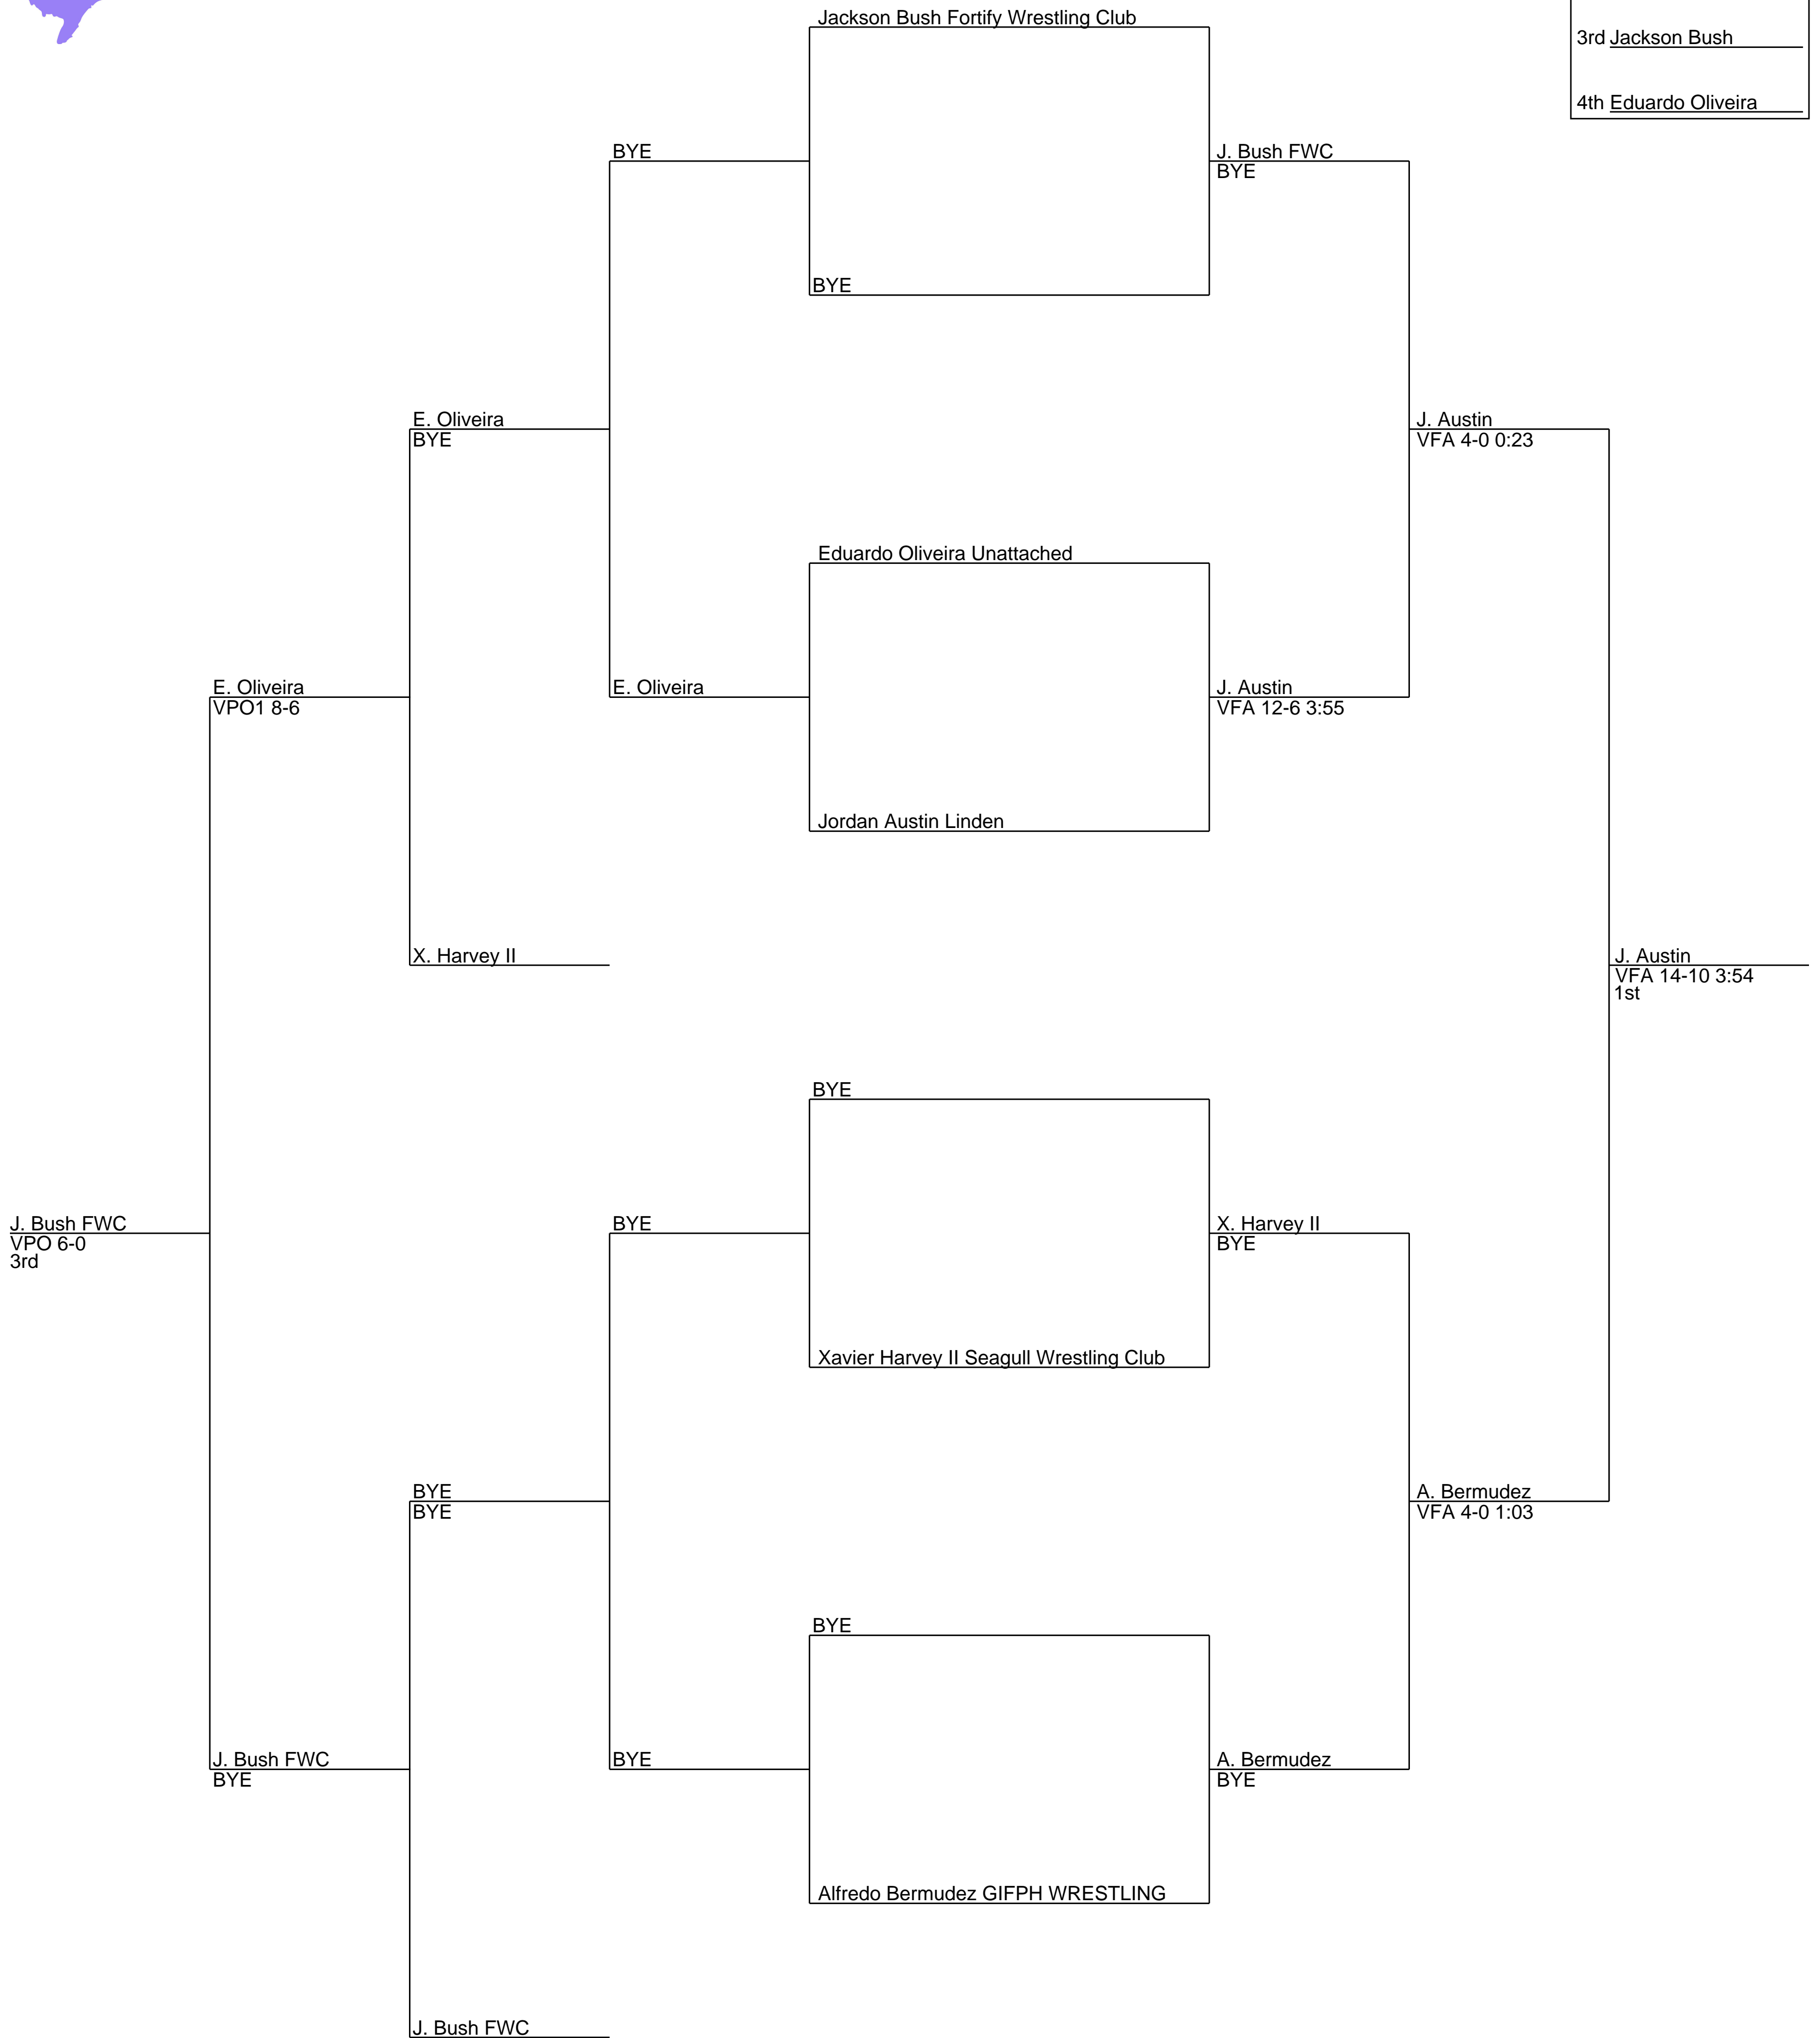 Jackson Bush Fortify Wrestling Club
3rd Jackson Bush
4th Eduardo Oliveira
BYE
J. Bush FWC
BYE
BYE
E. Oliveira
BYE
J. Austin
VFA 4-0 0:23
Eduardo Oliveira Unattached
E. Oliveira
VPO1 8-6
E. Oliveira
J. Austin
VFA 12-6 3:55
Jordan Austin Linden
X. Harvey II
J. Austin
VFA 14-10 3:54
1st
BYE
J. Bush FWC
VPO 6-0
3rd
BYE
X. Harvey II
BYE
Xavier Harvey II Seagull Wrestling Club
BYE
BYE
A. Bermudez
VFA 4-0 1:03
BYE
J. Bush FWC
BYE
BYE
A. Bermudez
BYE
Alfredo Bermudez GIFPH WRESTLING
J. Bush FWC